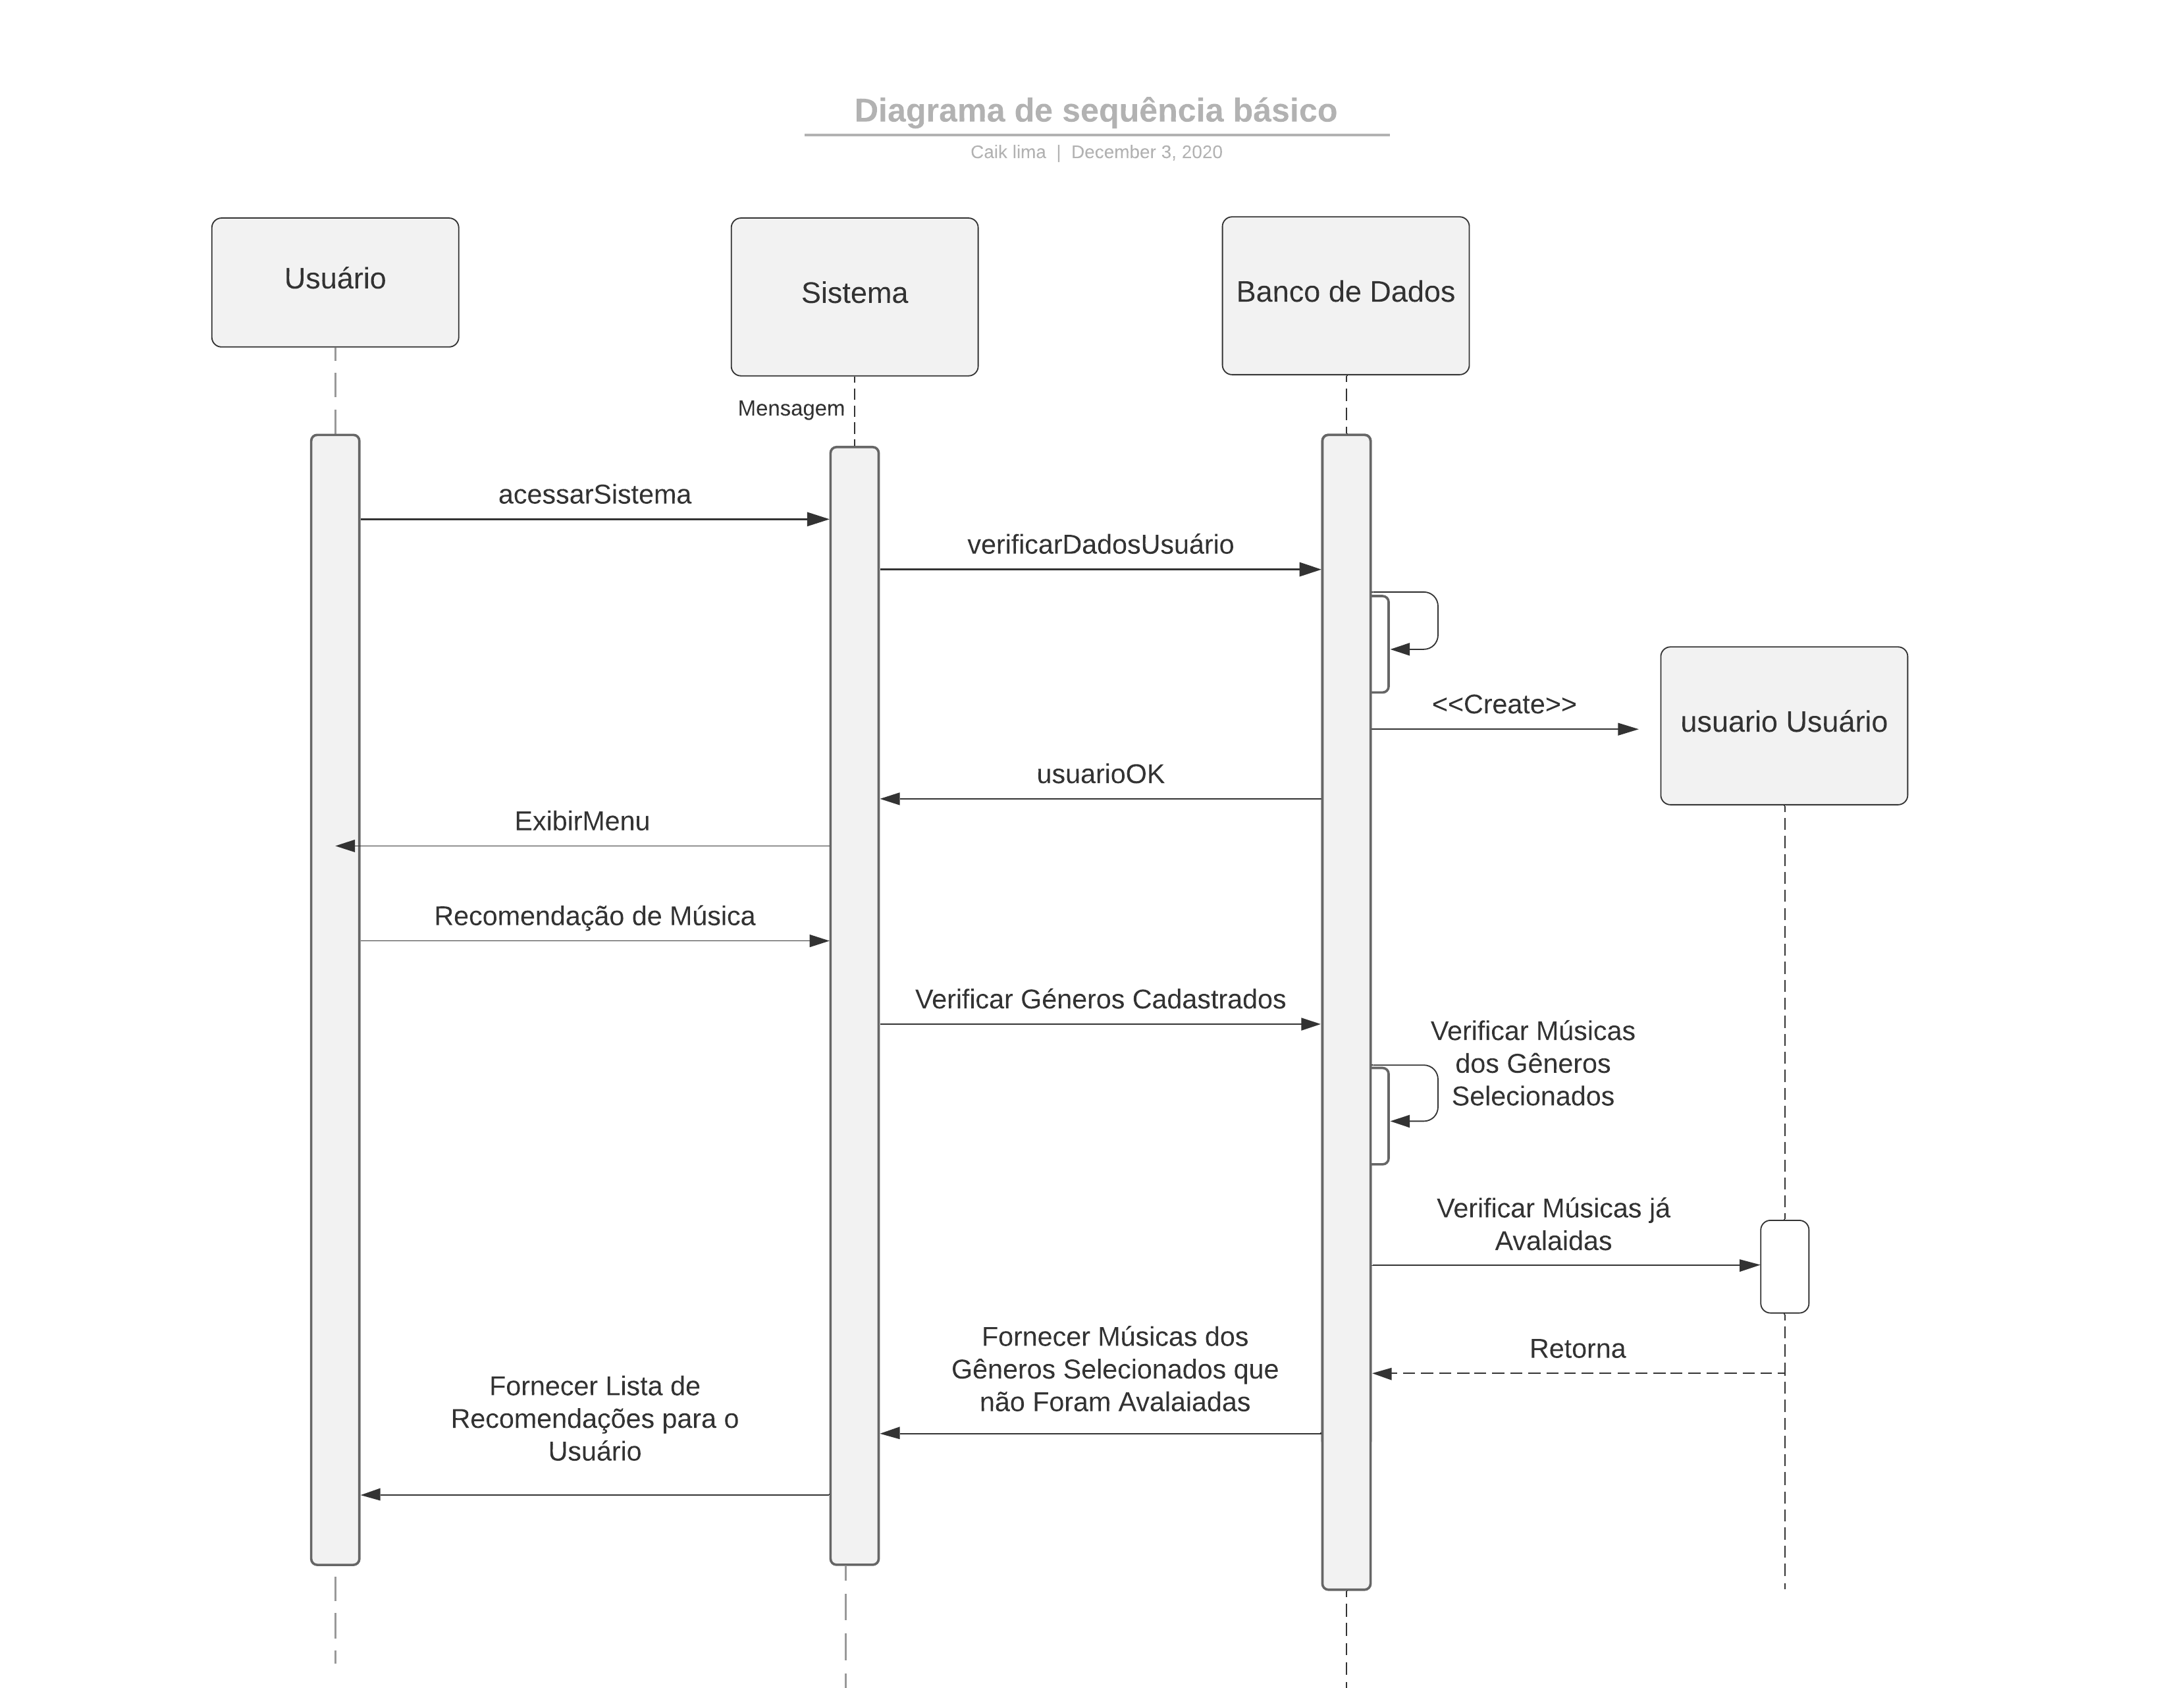 Diagrama de sequência básico
Caik lima | December 3, 2020
Usuário
Sistema
Banco de Dados
Mensagem
acessarSistema
verificarDadosUsuário
<<Create>>
usuario Usuário
usuarioOK
ExibirMenu
Recomendação de Música
Verificar Géneros Cadastrados
Verificar Músicas
dos Gêneros
Selecionados
Verificar Músicas já
Avalaidas
Fornecer Músicas dos
Gêneros Selecionados que
não Foram Avalaiadas
Retorna
Fornecer Lista de
Recomendações para o
Usuário